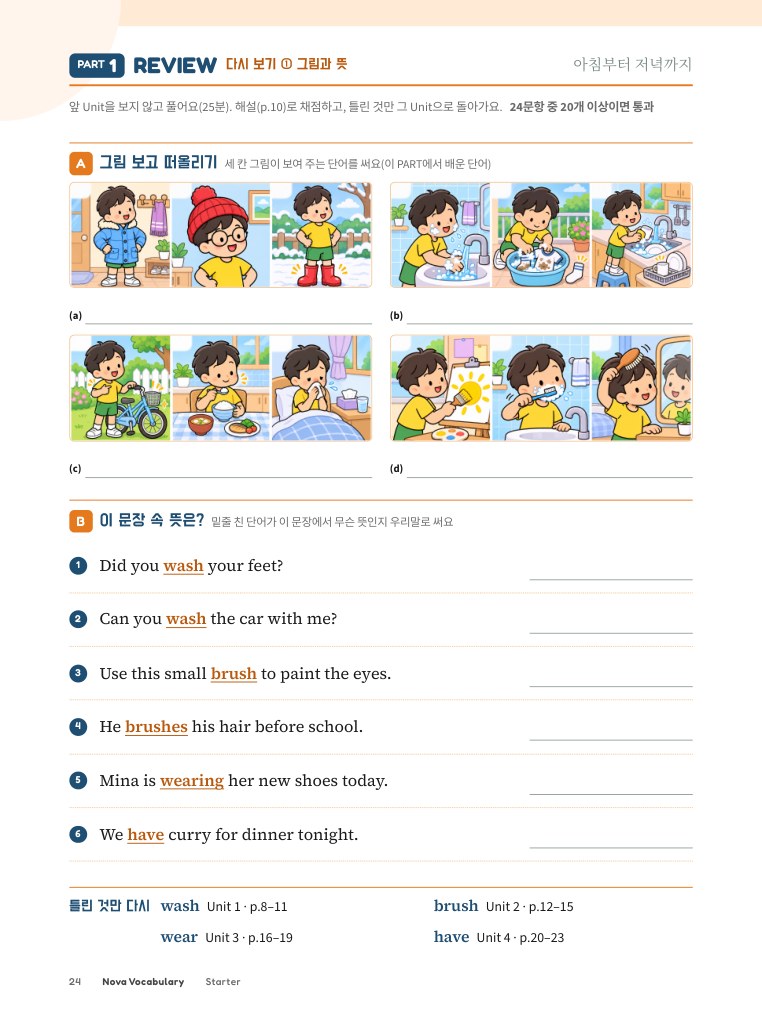 PART 1 REVIEW 다시 보기 ① 그림과 뜻 아침부터 저녁까지
앞 Unit을 보지 않고 풀어요(25분). 해설(p.10)로 채점하고, 틀린 것만 그 Unit으로 돌아가요. 24문항 중 20개 이상이면 통과
A 그림 보고 떠올리기 세 칸 그림이 보여 주는 단어를 써요(이 PART에서 배운 단어)
(a) (b)
(c) (d)
B 이 문장 속 뜻은? 밑줄 친 단어가 이 문장에서 무슨 뜻인지 우리말로 써요
1 Did you wash your feet?
2 Can you wash the car with me?
3 Use this small brush to paint the eyes.
4 He brushes his hair before school.
5 Mina is wearing her new shoes today.
6 We have curry for dinner tonight.
틀린 것만 다시 wash Unit 1 · p.8–11 brush Unit 2 · p.12–15
wear Unit 3 · p.16–19 have Unit 4 · p.20–23
24 Nova Vocabulary Starter